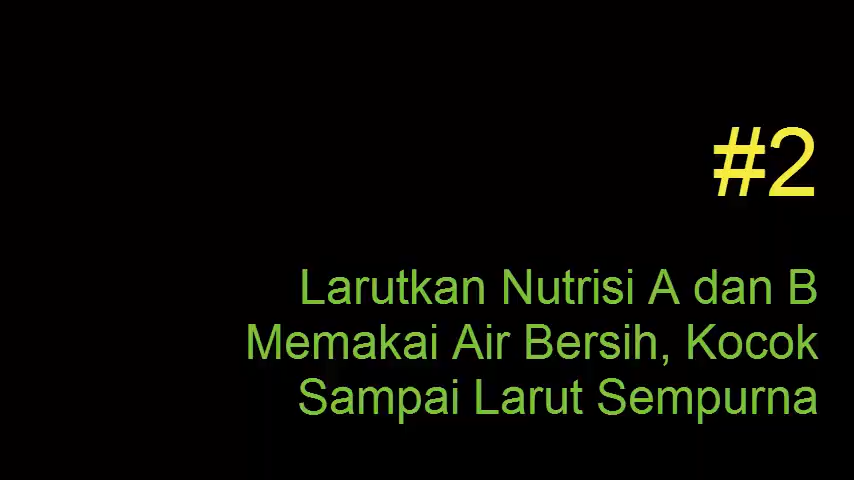 #2
Larutkan Nutrisi A dan B
Memakai Air Bersih, Kocok
Sampai Larut Sempurna